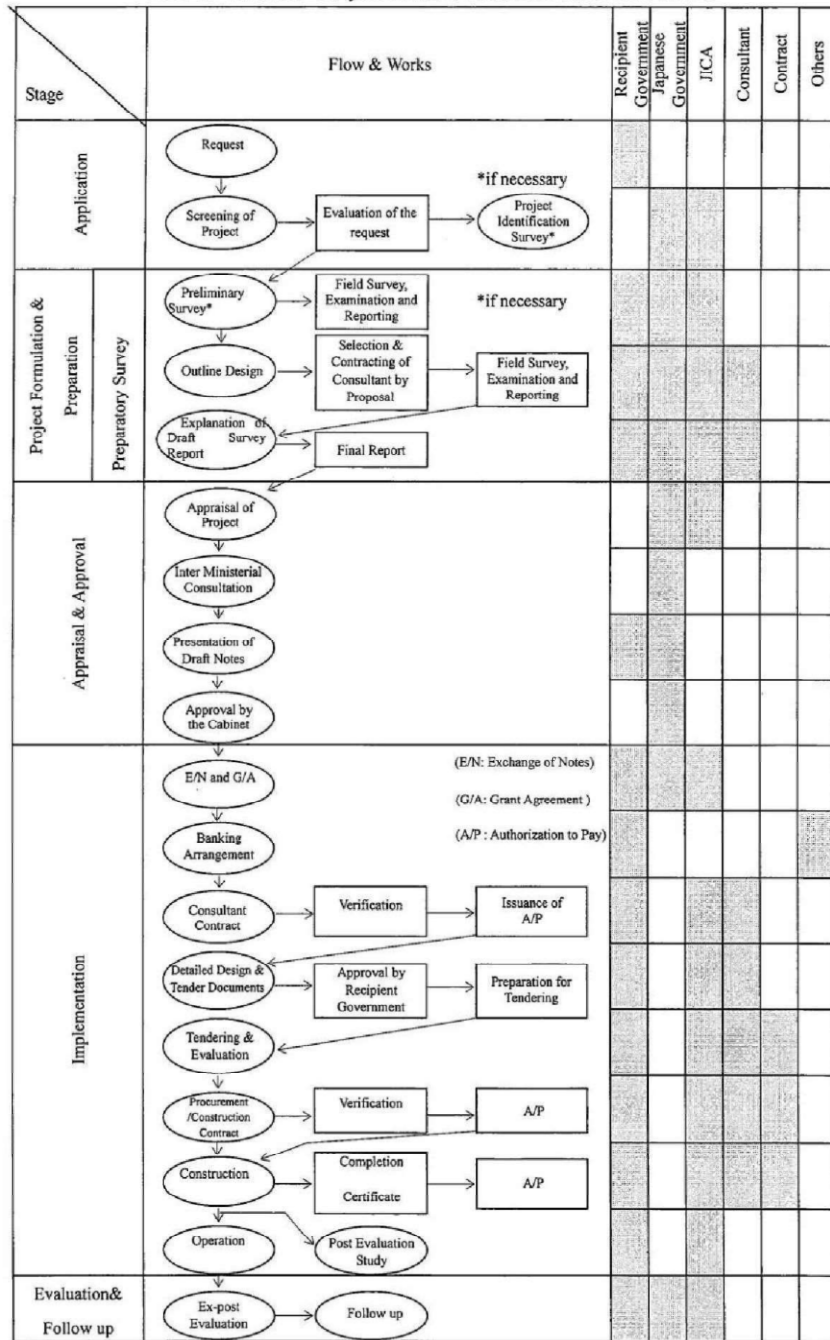 Stage
Flow & Works
Recipient
Government
Japanese
Government
JICA
Consultant
Contract
Others
Application
Request
*if necessary
Screening of
Project
Evaluation of the
request
Project
Identification
Survey*
Project Formulation &
Preparation
Preparatory Survey
Preliminary
Survey*
Field Survey,
Examination and
Reporting
*if necessary
Outline Design
Selection &
Contracting of
Consultant by
Proposal
Field Survey,
Examination and
Reporting
Explanation of
Draft Survey
Report
Final Report
Appraisal & Approval
Appraisal of
Project
Inter Ministerial
Consultation
Presentation of
Draft Notes
Approval by
the Cabinet
Implementation
E/N and G/A
(E/N: Exchange of Notes)
(G/A: Grant Agreement )
(A/P : Authorization to Pay)
Banking
Arrangement
Consultant
Contract
Verification
Issuance of
A/P
Detailed Design &
Tender Documents
Approval by
Recipient
Government
Preparation for
Tendering
Tendering &
Evaluation
Procurement
/Construction
Contract
Verification
A/P
Construction
Completion
Certificate
A/P
Operation
Post Evaluation
Study
Evaluation&
Follow up
Ex-post
Evaluation
Follow up